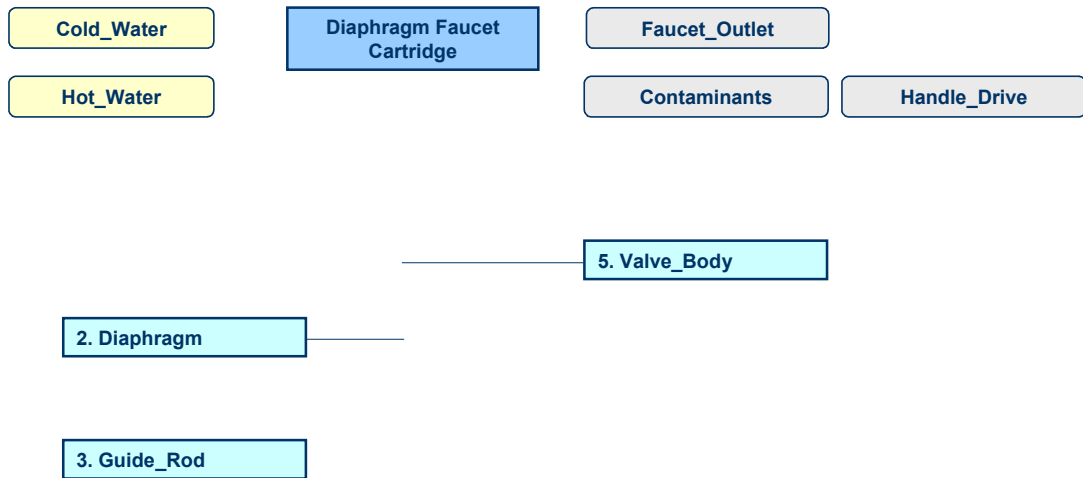 Cold_Water
Diaphragm Faucet
Cartridge
Faucet_Outlet
Hot_Water
Contaminants
Handle_Drive
5. Valve_Body
2. Diaphragm
3. Guide_Rod